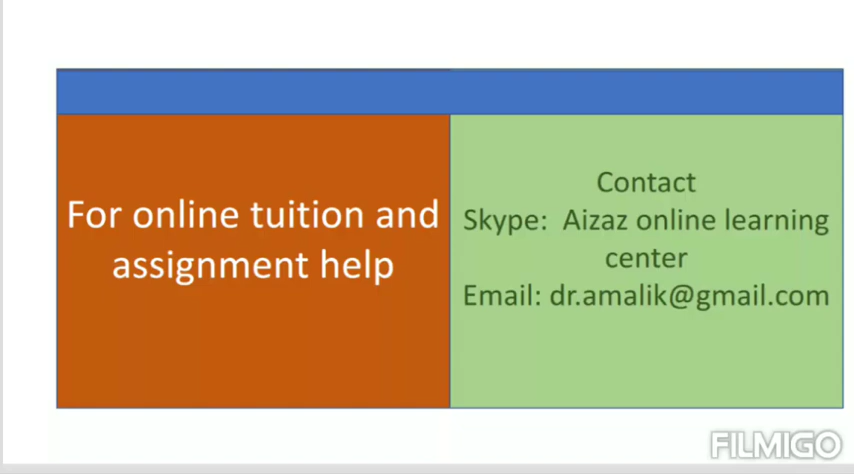 For online tuition and
assignment help
Contact
Skype:  Aizaz online learning
center
Email: dr.amalik@gmail.com
FILMIGO